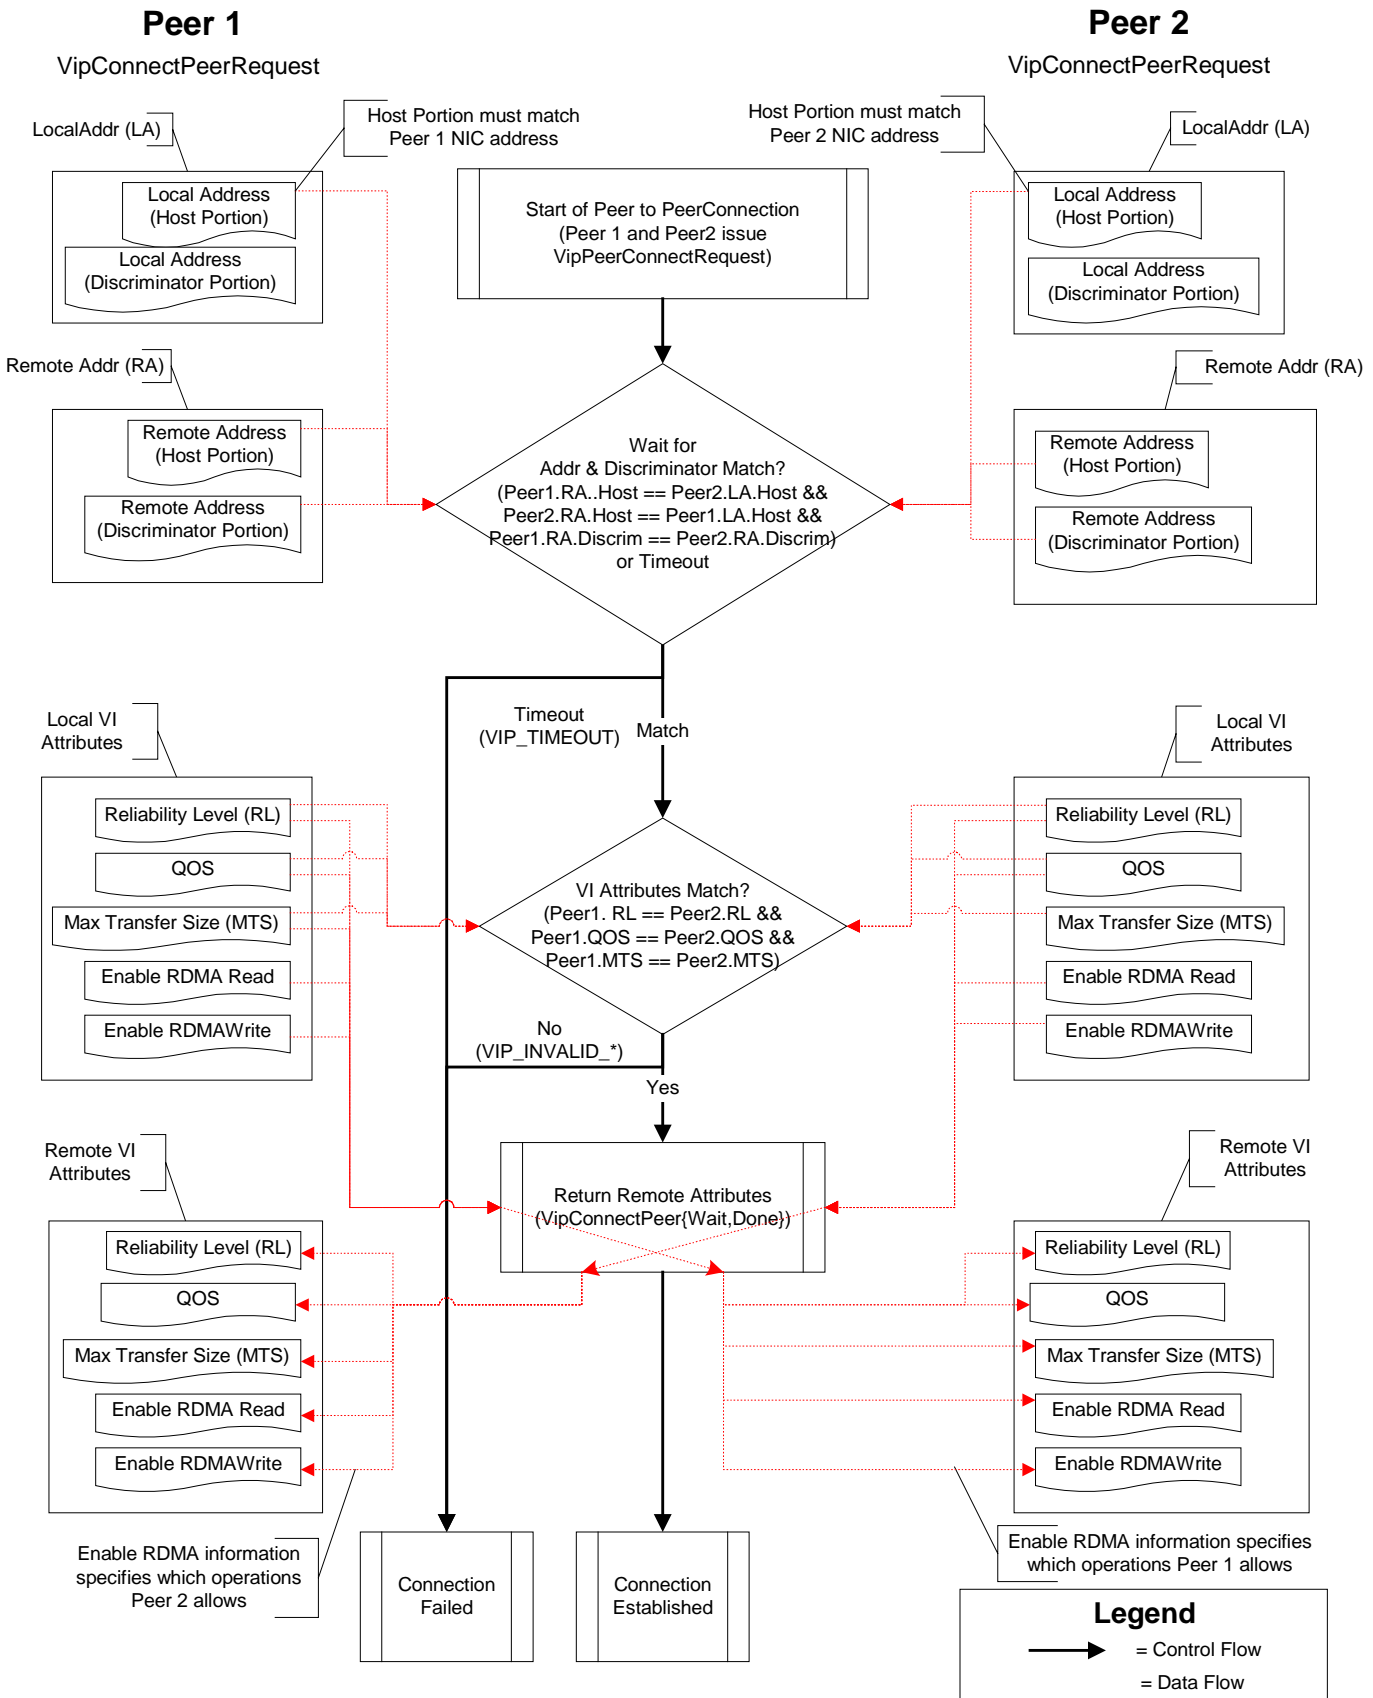 Peer 1
VipConnectPeerRequest
Peer 2
VipConnectPeerRequest
LocalAddr (LA)
Host Portion must match
Peer 1 NIC address
Host Portion must match
Peer 2 NIC address
LocalAddr (LA)
Local Address
(Host Portion)
Local Address
(Discriminator Portion)
Start of Peer to PeerConnection
(Peer 1 and Peer2 issue
VipPeerConnectRequest)
Local Address
(Host Portion)
Local Address
(Discriminator Portion)
Remote Addr (RA)
Remote Addr (RA)
Remote Address
(Host Portion)
Remote Address
(Discriminator Portion)
Wait for
Addr & Discriminator Match?
(Peer1.RA..Host == Peer2.LA.Host &&
Peer2.RA.Host == Peer1.LA.Host &&
Peer1.RA.Discrim == Peer2.RA.Discrim)
or Timeout
Remote Address
(Host Portion)
Remote Address
(Discriminator Portion)
Local VI
Attributes
Timeout
(VIP_TIMEOUT)
Match
Local VI
Attributes
Reliability Level (RL)
QOS
Max Transfer Size (MTS)
Enable RDMA Read
Enable RDMAWrite
VI Attributes Match?
(Peer1. RL == Peer2.RL &&
Peer1.QOS == Peer2.QOS &&
Peer1.MTS == Peer2.MTS)
Reliability Level (RL)
QOS
Max Transfer Size (MTS)
Enable RDMA Read
Enable RDMAWrite
No
(VIP_INVALID_*)
Yes
Remote VI
Attributes
Return Remote Attributes
(VipConnectPeer{Wait,Done})
Remote VI
Attributes
Reliability Level (RL)
QOS
Max Transfer Size (MTS)
Enable RDMA Read
Enable RDMAWrite
Reliability Level (RL)
QOS
Max Transfer Size (MTS)
Enable RDMA Read
Enable RDMAWrite
Enable RDMA information
specifies which operations
Peer 2 allows
Connection
Failed
Connection
Established
Enable RDMA information specifies
which operations Peer 1 allows
Legend
= Control Flow
= Data Flow